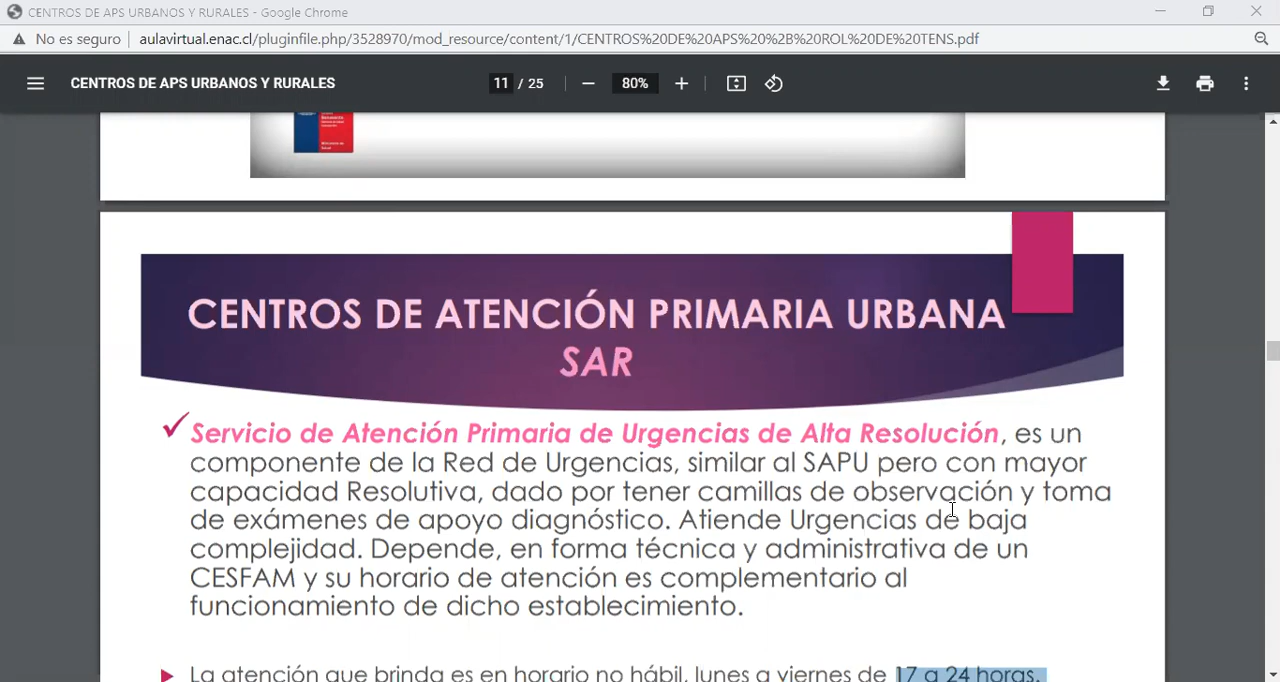 CENTROS DE APS URBANOS Y RURALES - Google Chrome
No es seguro | aulavirtual.enac.cl/pluginfile.php/3528970/mod_resource/content/1/CENTROS%20DE%20APS%20%2B%20ROL%20DE%20TENS.pdf
CENTROS DE APS URBANOS Y RURALES
11 / 25
80%
CENTROS DE ATENCIÓN PRIMARIA URBANA
SAR
Servicio de Atención Primaria de Urgencias de Alta Resolución, es un
componente de la Red de Urgencias, similar al SAPU pero con mayor
capacidad Resolutiva, dado por tener camillas de observación y toma
de exámenes de apoyo diagnóstico. Atiende Urgencias de baja
complejidad. Depende, en forma técnica y administrativa de un
CESFAM y su horario de atención es complementario al
funcionamiento de dicho establecimiento.
La atención que brinda es en horario no hábil, lunes a viernes de 17 a 24 horas.